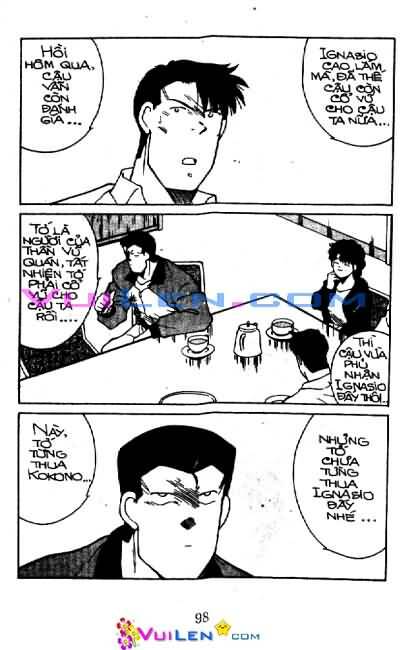 IGNASIO
CAO LẮM
MÀ, ĐÃ THẾ
CẬU CÒN
CỔ VŨ
CHO CẬU
TA NỮA...
HỒI
HÔM QUA,
CẬU
VẪN
CÒN
ĐÁNH
GIÁ...
TỚ LÀ
NGƯỜI CỦA
THẦN VŨ
QUÁN, TẤT
NHIÊN TỚ
PHẢI CỔ
VŨ CHO
CẬU TA
RỒI....
VUILEN.COM
THÌ
CẬU VỪA
PHỦ
NHẬN
IGNASIO
ĐẤY THÔI..
NHƯNG
TỚ
CHƯA
TỪNG
THUA
IGNASIO
ĐÂY
NHÉ ...
NÀY,
TỚ
TỪNG
THUA
KOKONO...
98
VUILEN.COM